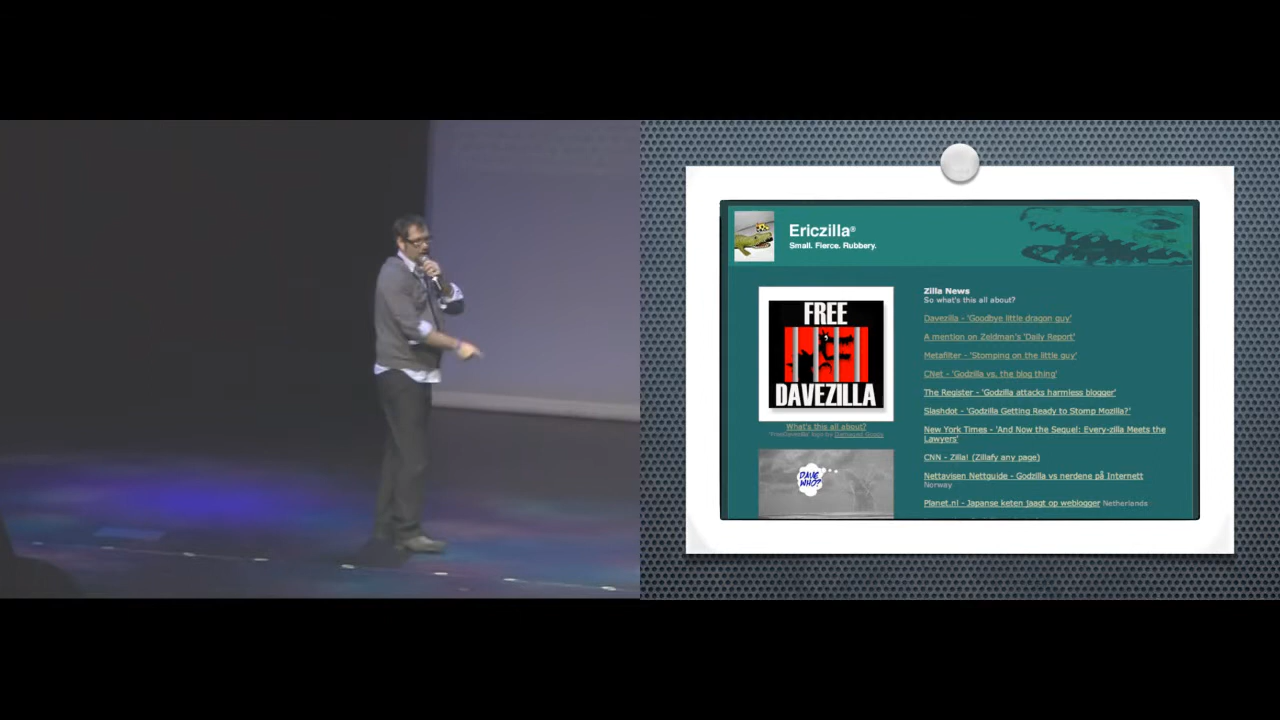 Ericzilla®
Small. Fierce. Rubbery.
FREE
DAVEZILLA
What's this all about?
DAVE
WHO?
Zilla News
So what's this all about?
Davezilla - 'Goodbye little dragon guy'
A mention on Zeldman's 'Daily Report'
Metafilter - 'Stomping on the little guy'
CNet - 'Godzilla vs. the blog thing'
The Register - 'Godzilla attacks harmless blogger'
Slashdot - 'Godzilla Getting Ready to Stomp Mozilla?'
New York Times - 'And Now the Sequel: Every-zilla Meets the
Lawyers'
CNN - Zilla! (Zillafy any page)
Nettavisen Nettguide - Godzilla vs nerdene på Internett
Norway
Planet.nl - Japanse keten jaagt op weblogger Netherlands